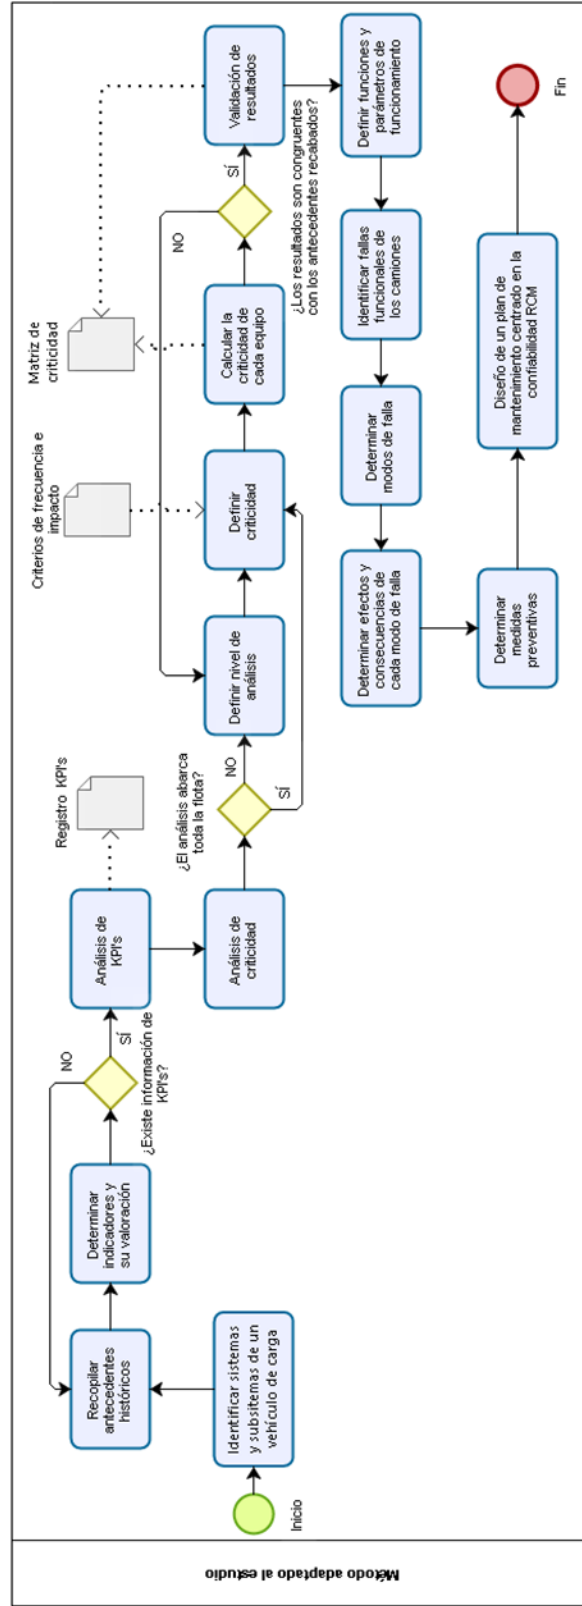 Método adaptado al estudio
Inicio
Identificar sistemas
y subsitemas de un
vehículo de carga
Recopilar
antecedentes
históricos
Determinar
indicadores y
su valoración
¿Existe información de
KPI's?
NO
SÍ
Análisis de
KPI's
Registro KPI's
Análisis de
criticidad
¿El análisis abarca
toda la flota?
NO
SÍ
Definir nivel de
análisis
Criterios de frecuencia e
impacto
Definir
criticidad
Matriz de
criticidad
Calcular la
criticidad de
cada equipo
NO
SÍ
¿Los resultados son congruentes
con los antecedentes recabados?
Validación de
resultados
Definir funciones y
parámetros de
funcionamiento
Identificar fallas
funcionales de
los camiones
Determinar
modos de falla
Determinar efectos y
consecuencias de
cada modo de falla
Determinar
medidas
preventivas
Diseño de un plan de
mantenimiento centrado en la
confiabilidad RCM
Fin